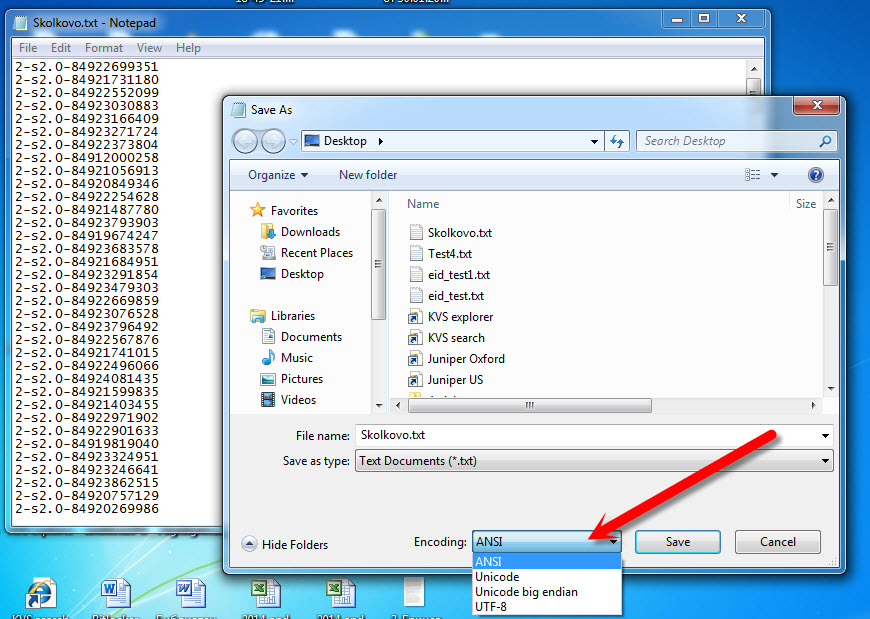 Skolkovo.txt - Notepad
File Edit Format View Help
2-s2.0-84922699351
2-s2.0-84921731180
2-s2.0-84922552099
2-s2.0-84923030883
2-s2.0-84923166409
2-s2.0-84923271724
2-s2.0-84922373804
2-s2.0-84912000258
2-s2.0-84921056913
2-s2.0-84920849346
2-s2.0-84922254628
2-s2.0-84921487780
2-s2.0-84923793903
2-s2.0-84919674247
2-s2.0-84923683578
2-s2.0-84921684951
2-s2.0-84923291854
2-s2.0-84923479303
2-s2.0-84922669859
2-s2.0-84923076528
2-s2.0-84923796492
2-s2.0-84922567876
2-s2.0-84921741015
2-s2.0-84922496066
2-s2.0-84924081435
2-s2.0-84921599835
2-s2.0-84921403455
2-s2.0-84922971902
2-s2.0-84922901633
2-s2.0-84919819040
2-s2.0-84923324951
2-s2.0-84923246641
2-s2.0-84923862515
2-s2.0-84920757129
2-s2.0-84920269986
Save As
Desktop
Search Desktop
Organize
New folder
Favorites
Downloads
Recent Places
Desktop
Libraries
Documents
Music
Pictures
Videos
Name
Size
Skolkovo.txt
Test4.txt
eid_test1.txt
eid_test.txt
KVS explorer
KVS search
Juniper Oxford
Juniper US
File name: Skolkovo.txt
Save as type: Text Documents (*.txt)
Hide Folders
Encoding: ANSI
Save
Cancel
ANSI
Unicode
Unicode big endian
UTF-8